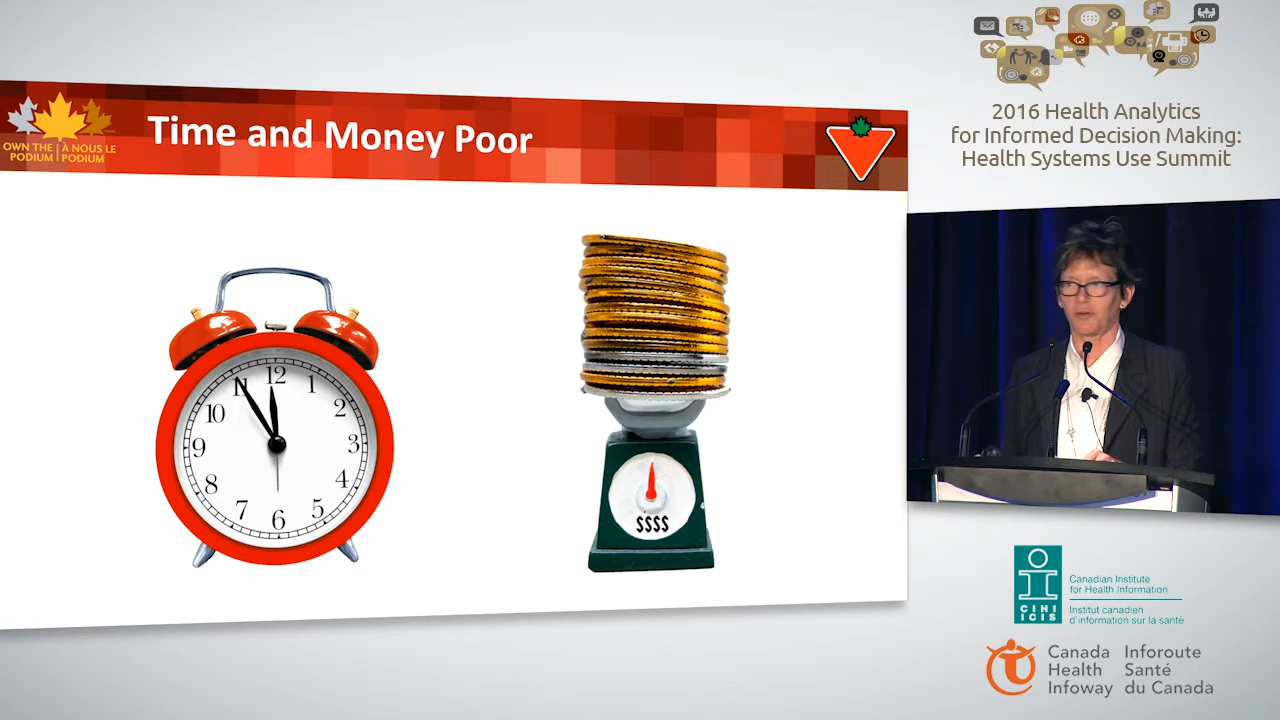 2016 Health Analytics
for Informed Decision Making:
Health Systems Use Summit
OWN THE
PODIUM
À NOUS LE
PODIUM
Time and Money Poor
12
1
2
3
4
5
6
7
8
9
10
11
$$$$
CIHI
ICIS
Canadian Institute
for Health Information
Institut canadien
d'information sur la santé
Canada
Health
Infoway
Inforoute
Santé
du Canada